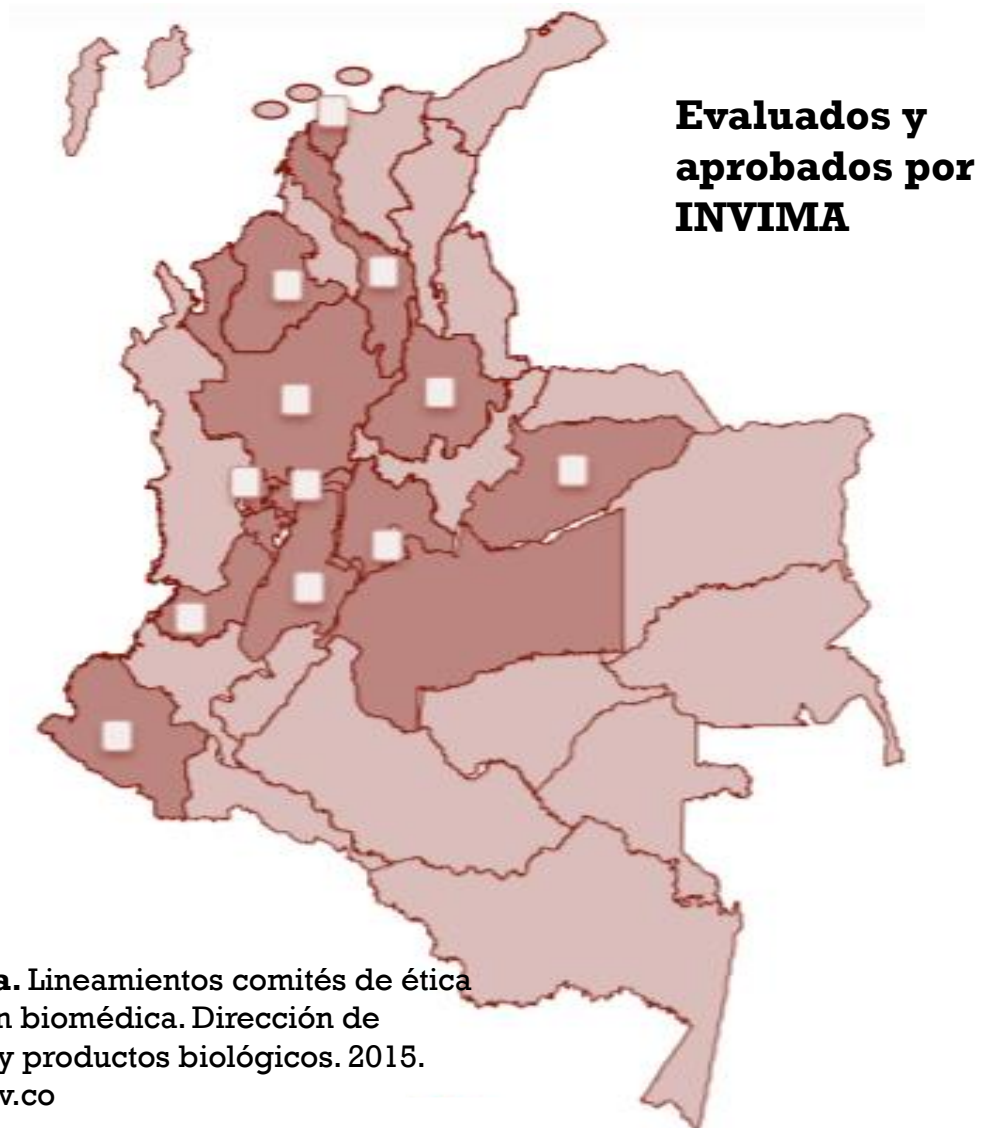 Evaluados y
aprobados por
INVIMA
a. Lineamientos comités de ética
n biomédica. Dirección de
y productos biológicos. 2015.
v.co